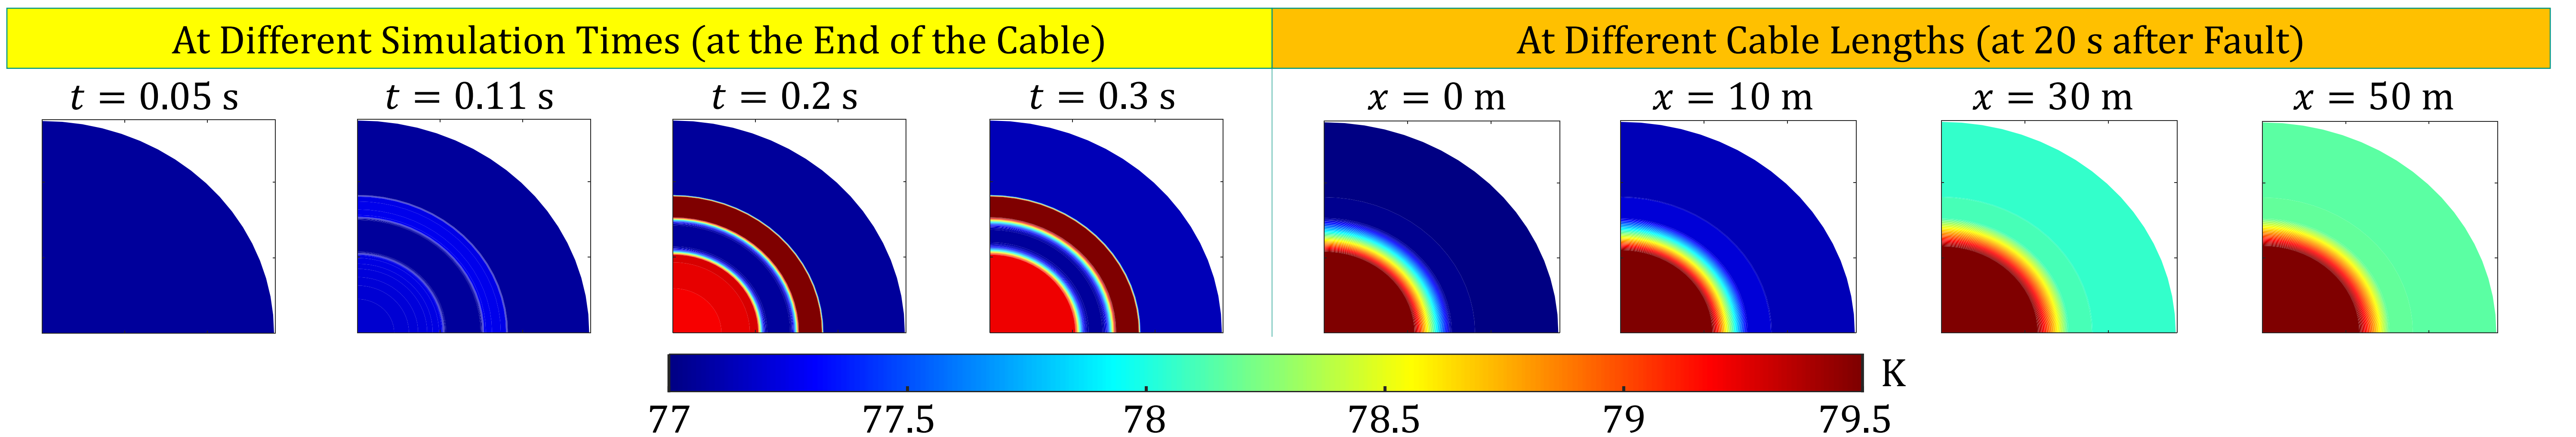 At Different Simulation Times (at the End of the Cable)
At Different Cable Lengths (at 20 s after Fault)
t = 0.05 s
t = 0.11 s
t = 0.2 s
t = 0.3 s
x = 0 m
x = 10 m
x = 30 m
x = 50 m
K
77 77.5 78 78.5 79 79.5